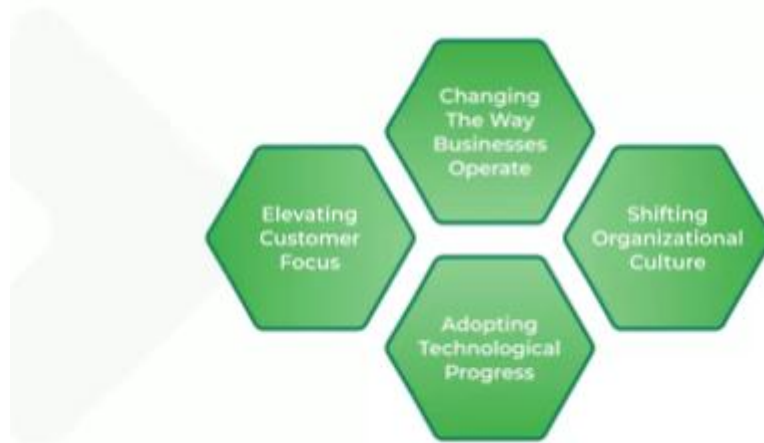 Changing
The Way
Businesses
Operate
Elevating
Customer
Focus
Shifting
Organizational
Culture
Adopting
Technological
Progress